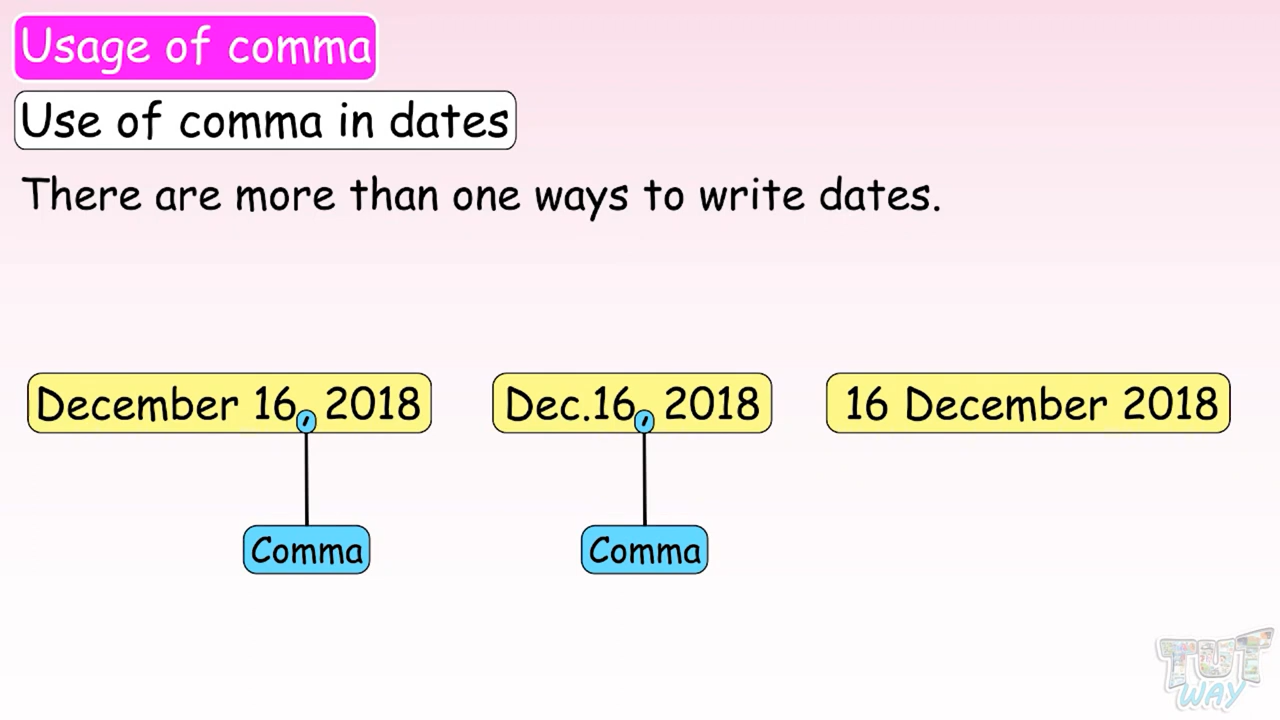 Usage of comma
Use of comma in dates
There are more than one ways to write dates.
December 16, 2018 Dec.16, 2018 16 December 2018
Comma Comma
TUT
WAY